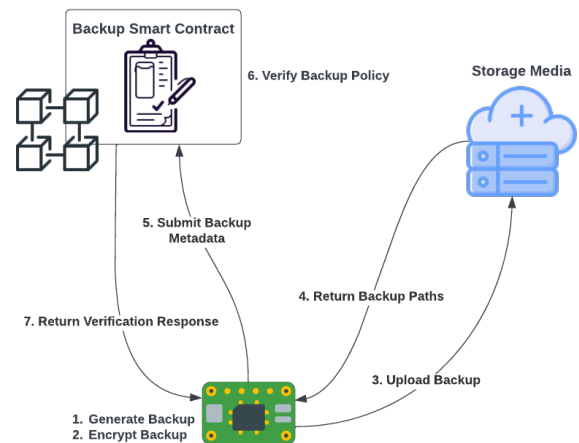 Backup Smart Contract
6. Verify Backup Policy
Storage Media
5. Submit Backup
Metadata
4. Return Backup Paths
7. Return Verification Response
3. Upload Backup
1. Generate Backup
2. Encrypt Backup